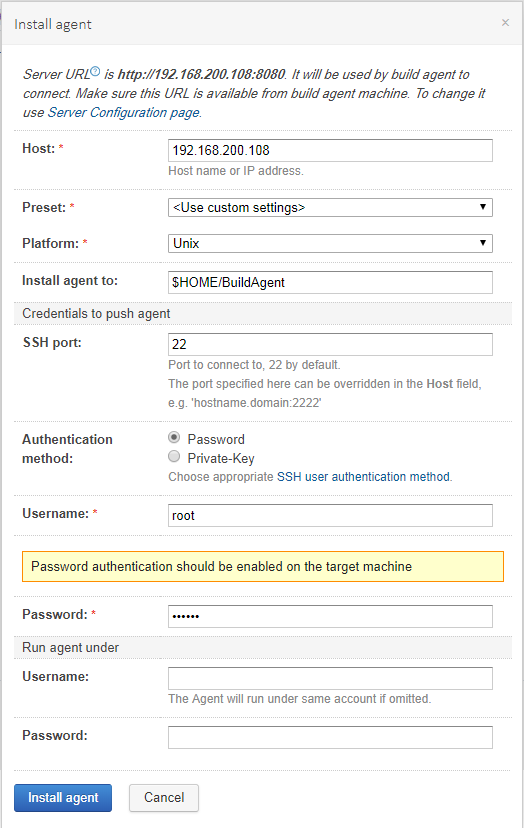 Install agent
×
Server URL? is http://192.168.200.108:8080. It will be used by build agent to
connect. Make sure this URL is available from build agent machine. To change it
use Server Configuration page.
Host: *
192.168.200.108
Host name or IP address.
Preset: *
<Use custom settings>
Platform: *
Unix
Install agent to:
$HOME/BuildAgent
Credentials to push agent
SSH port:
22
Port to connect to, 22 by default.
The port specified here can be overridden in the Host field,
e.g. 'hostname.domain:2222'
Authentication
method:
Password
Private-Key
Choose appropriate SSH user authentication method.
Username: *
root
Password authentication should be enabled on the target machine
Password: *
••••••
Run agent under
Username:
The Agent will run under same account if omitted.
Password:
Install agent
Cancel